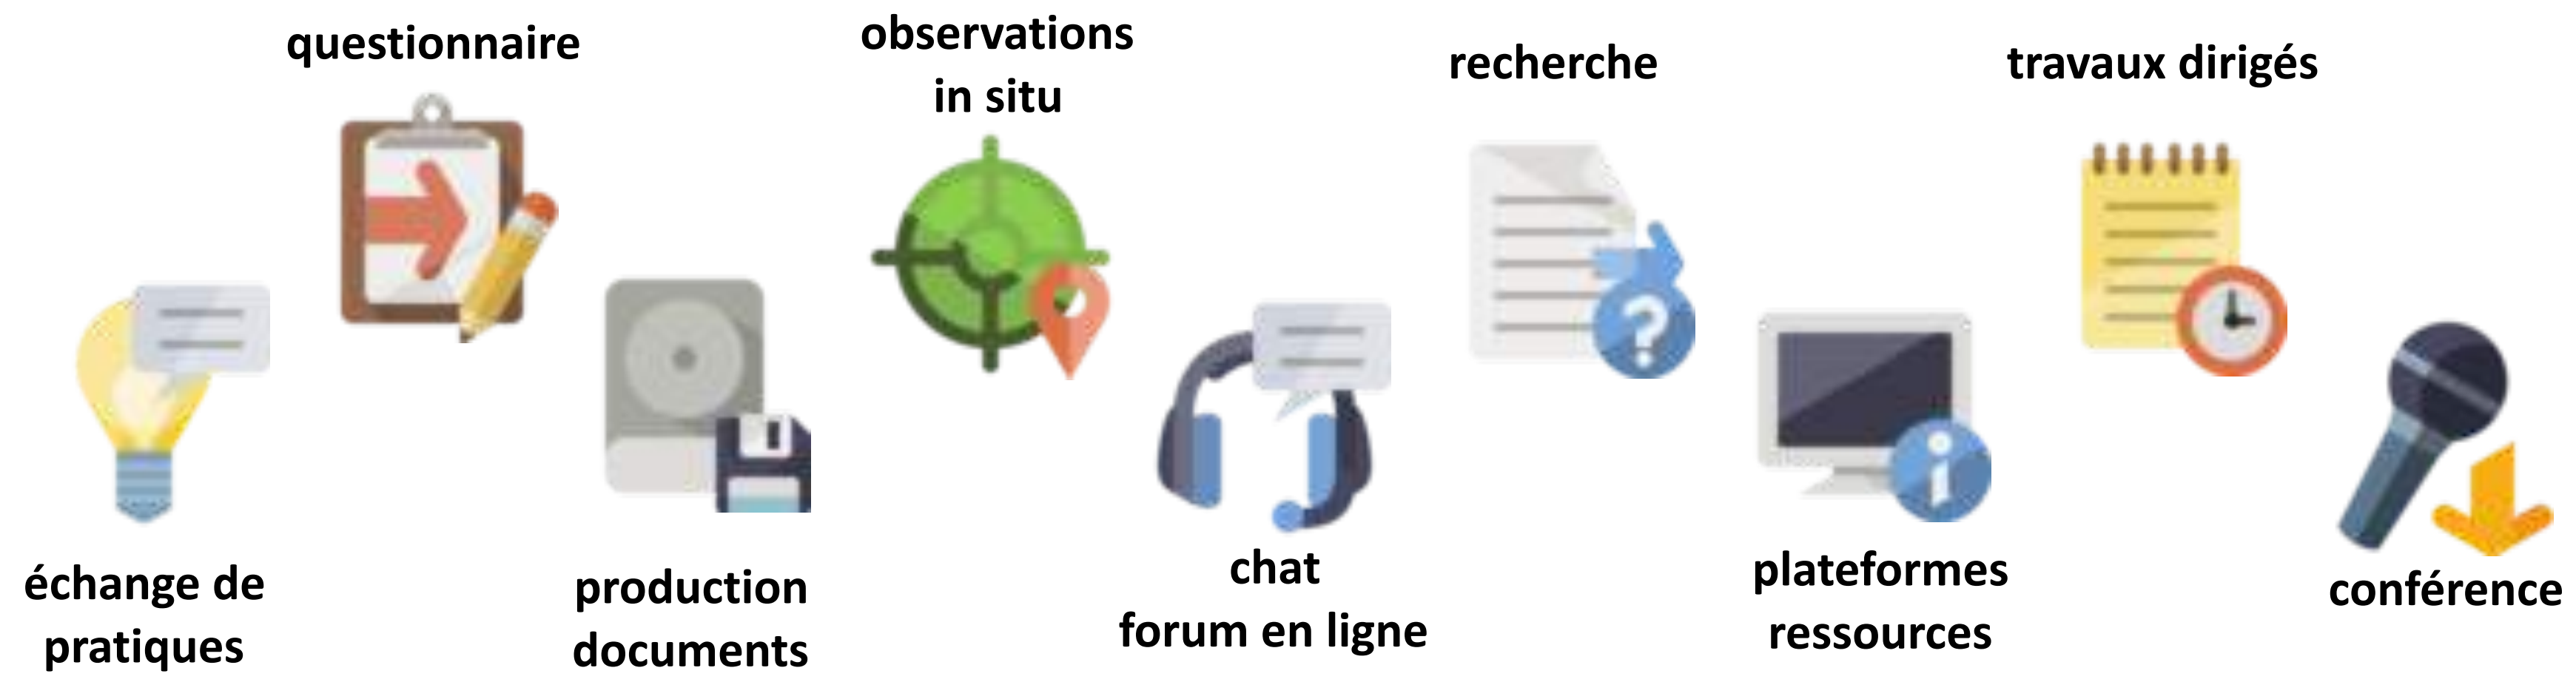 échange de
pratiques
questionnaire
production
documents
observations
in situ
chat
forum en ligne
recherche
plateformes
ressources
travaux dirigés
conférence